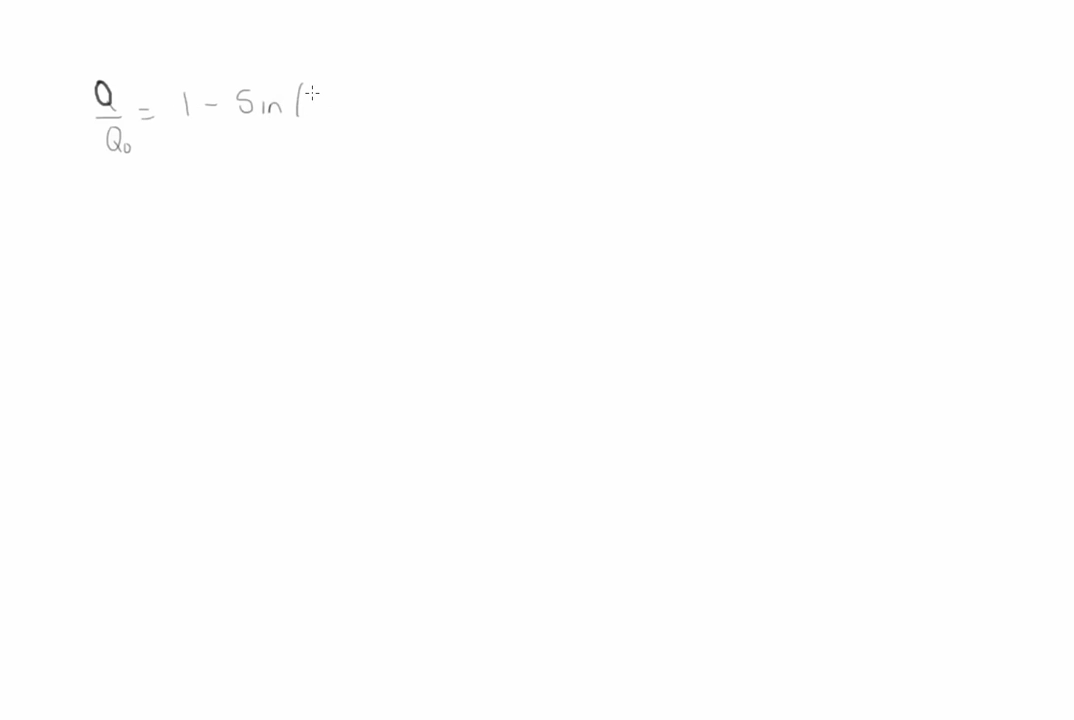 Q/Q₀ = 1 - Sin (